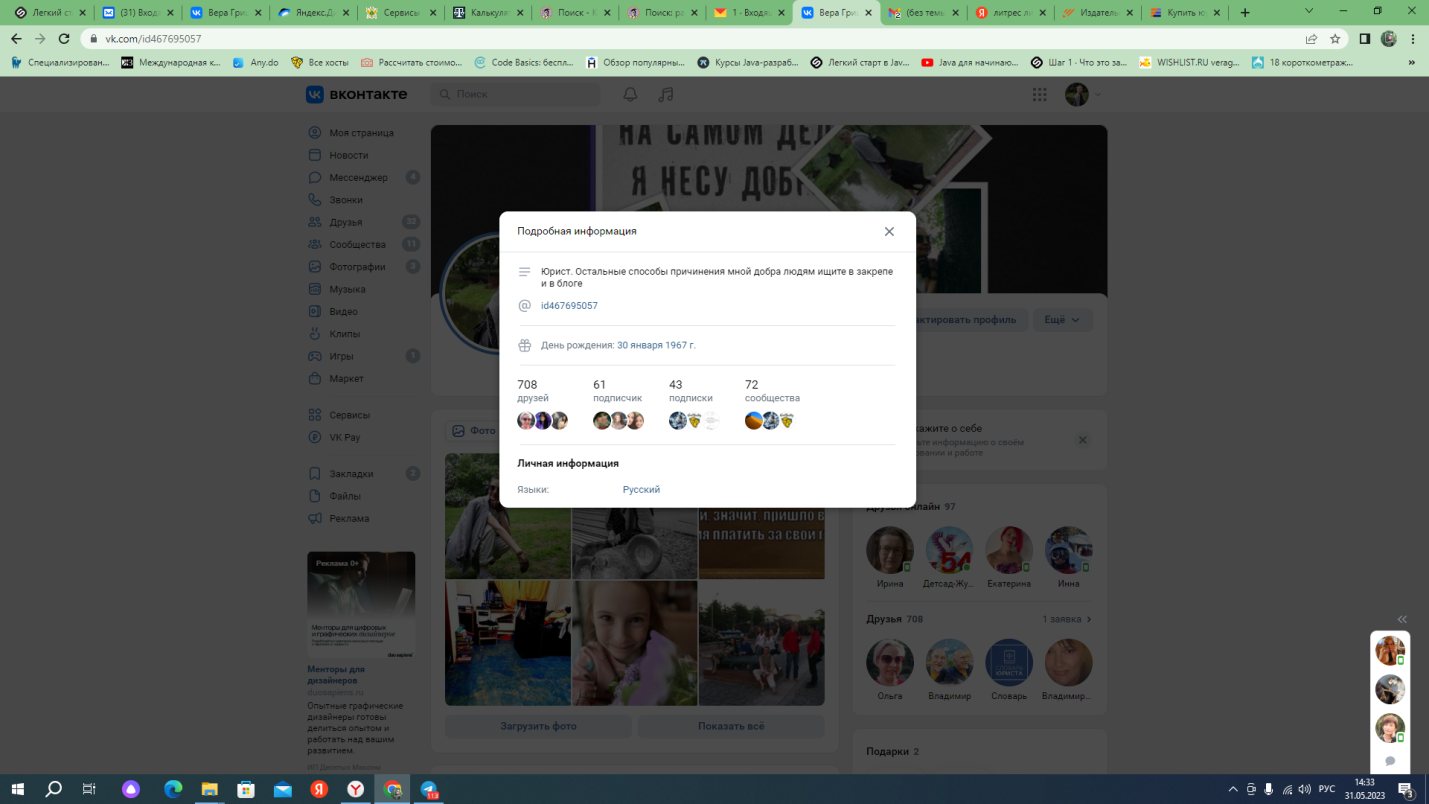 Легкий ст
(31) Входя
Вера Гри
Яндекс.Д
Сервисы
Калькуля
Поиск - К
Поиск: ра
1 - Входящ
Вера Гри
(без темы
литрес л
Издатель
Купить к
vk.com/id467695057
Специализирован...
Международная к...
Any.do
Все хосты
Рассчитать стоимо...
Code Basics: беспл...
Обзор популярны...
Курсы Java-разраб...
Легкий старт в Jav...
Java для начинаю...
Шаг 1 - Что это за...
WISHLIST.RU verag...
18 короткометраж...
»
ВКОНТАКТЕ
Поиск
Моя страница
Новости
Мессенджер 4
Звонки
Друзья 32
Сообщества 11
Фотографии 3
Музыка
Видео
Клипы
Игры 1
Маркет
Сервисы
VK Pay
Закладки 2
Файлы
Реклама
Реклама 0+
Менторы для цифровых
и графических дизайнеров
Менторы для
дизайнеров
duosapiens.ru
Опытные графические
дизайнеры готовы
делиться опытом и
работать над вашим
развитием.
НА САМОМ ДЕЛ
Я НЕСУ ДОБР
Подробная информация
Юрист. Остальные способы причинения мной добра людям ищите в закрепе
и в блоге
id467695057
День рождения: 30 января 1967 г.
708 61 43 72
друзей подписчик подписки сообщества
Личная информация
Языки: Русский
ктировать профиль
Ещё
Фото
ЗНАЧИТ, ПРИШЛО В
Я ПЛАТИТЬ ЗА СВОИ
Загрузить фото
Показать всё
кажите о себе
ьте информацию о своём
овании и работе
Друзья онлайн 97
Ирина Детсад-Жу... Екатерина Инна
Друзья 708 1 заявка
СЛОВАРЬ
ЮРИСТА
Ольга Владимир Словарь Владимир...
Подарки 2
113
РУС
14:33
31.05.2023
3